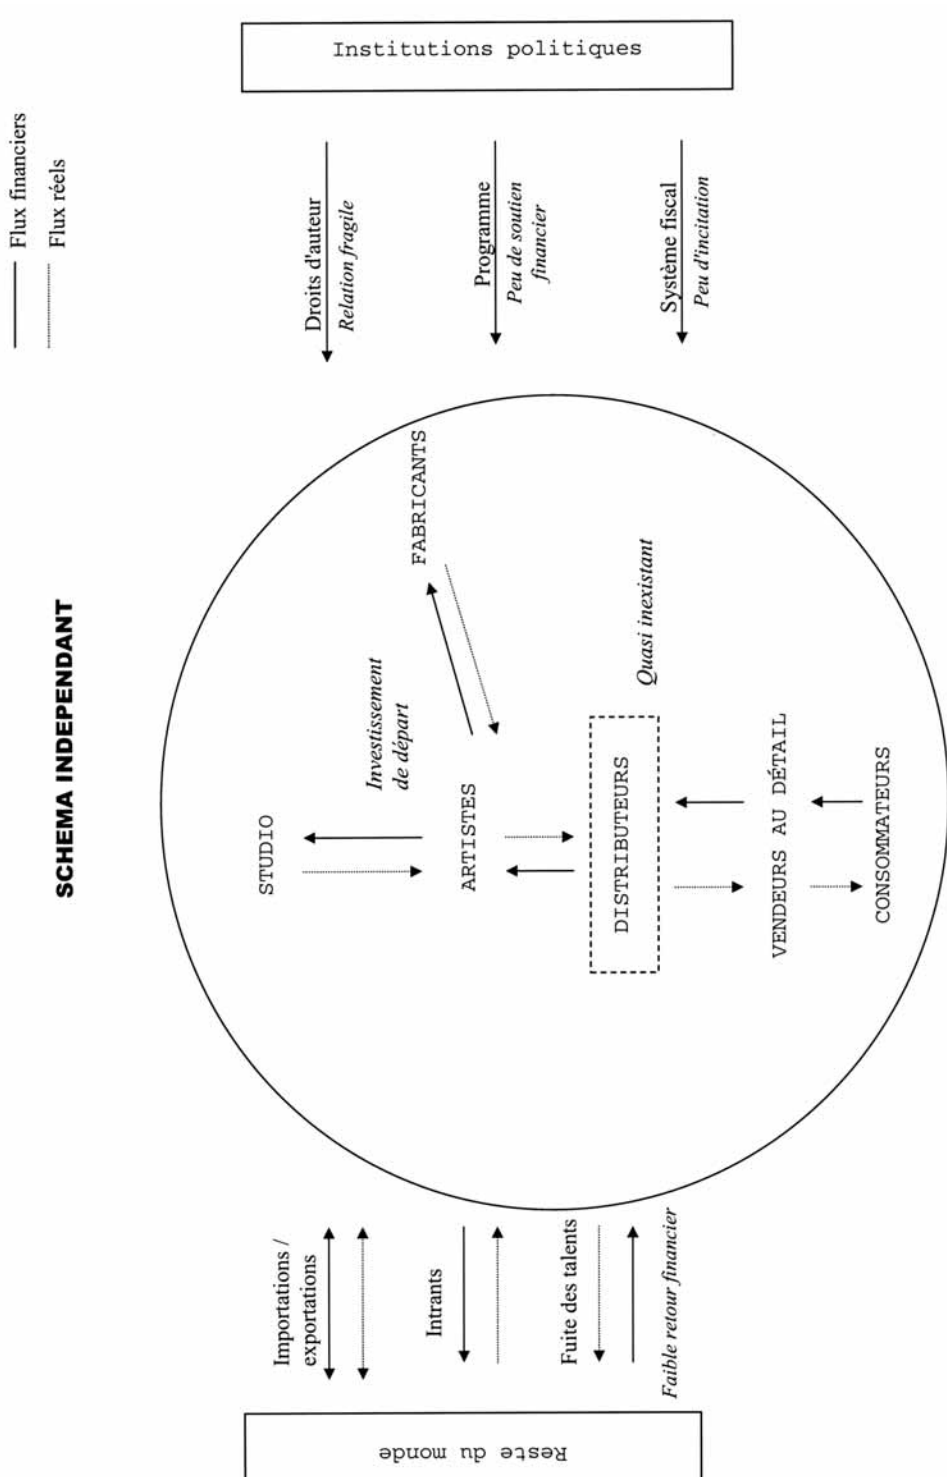 SCHEMA INDEPENDANT
Flux financiers
Flux réels
Institutions politiques
Droits d'auteur
Relation fragile
Programme
Peu de soutien
financier
Système fiscal
Peu d'incitation
STUDIO
Investissement
de départ
FABRICANTS
ARTISTES
DISTRIBUTEURS
Quasi inexistant
VENDEURS AU DÉTAIL
CONSOMMATEURS
Importations /
exportations
Intrants
Fuite des talents
Faible retour financier
Reste du monde